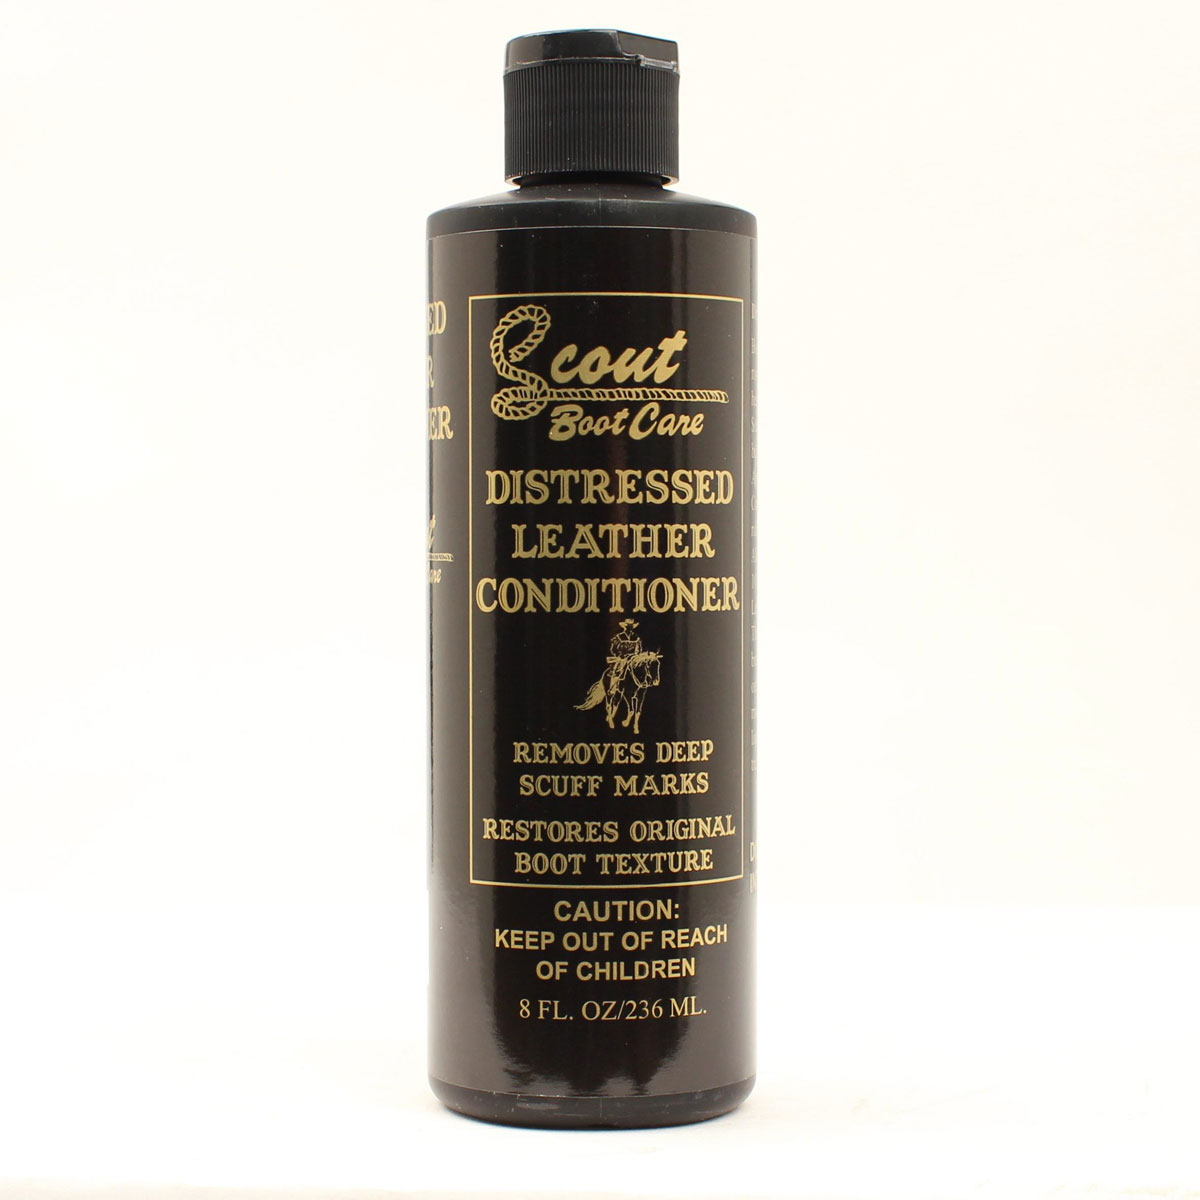 Scout
Boot Care
DISTRESSED
LEATHER
CONDITIONER
REMOVES DEEP
SCUFF MARKS
RESTORES ORIGINAL
BOOT TEXTURE
CAUTION:
KEEP OUT OF REACH
OF CHILDREN
8 FL. OZ/236 ML.